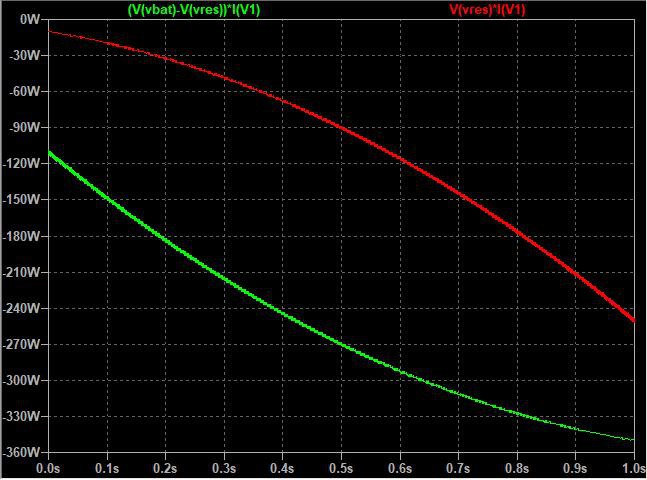 (V(vbat)-V(vres))*I(V1) V(vres)*I(V1)
0W
-30W
-60W
-90W
-120W
-150W
-180W
-210W
-240W
-270W
-300W
-330W
-360W
0.0s 0.1s 0.2s 0.3s 0.4s 0.5s 0.6s 0.7s 0.8s 0.9s 1.0s